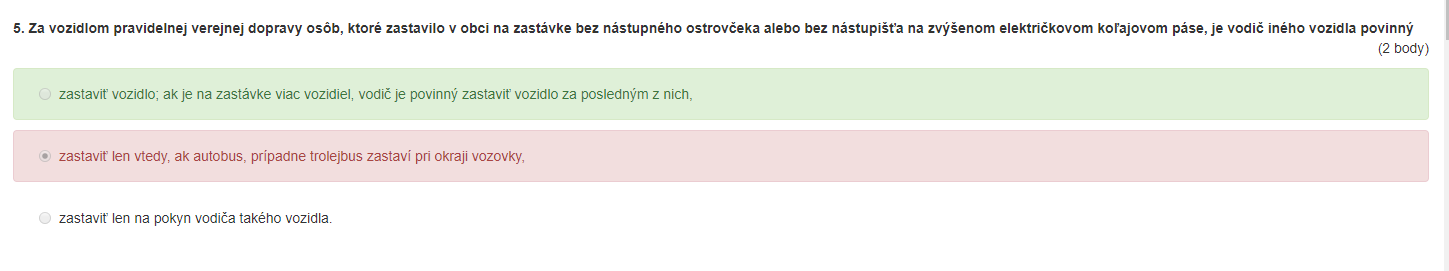 5. Za vozidlom pravidelnej verejnej dopravy osôb, ktoré zastavilo v obci na zastávke bez nástupného ostrovčeka alebo bez nástupišťa na zvýšenom električkovom koľajovom páse, je vodič iného vozidla povinný
(2 body)
zastaviť vozidlo; ak je na zastávke viac vozidiel, vodič je povinný zastaviť vozidlo za posledným z nich,
zastaviť len vtedy, ak autobus, prípadne trolejbus zastaví pri okraji vozovky,
zastaviť len na pokyn vodiča takého vozidla.